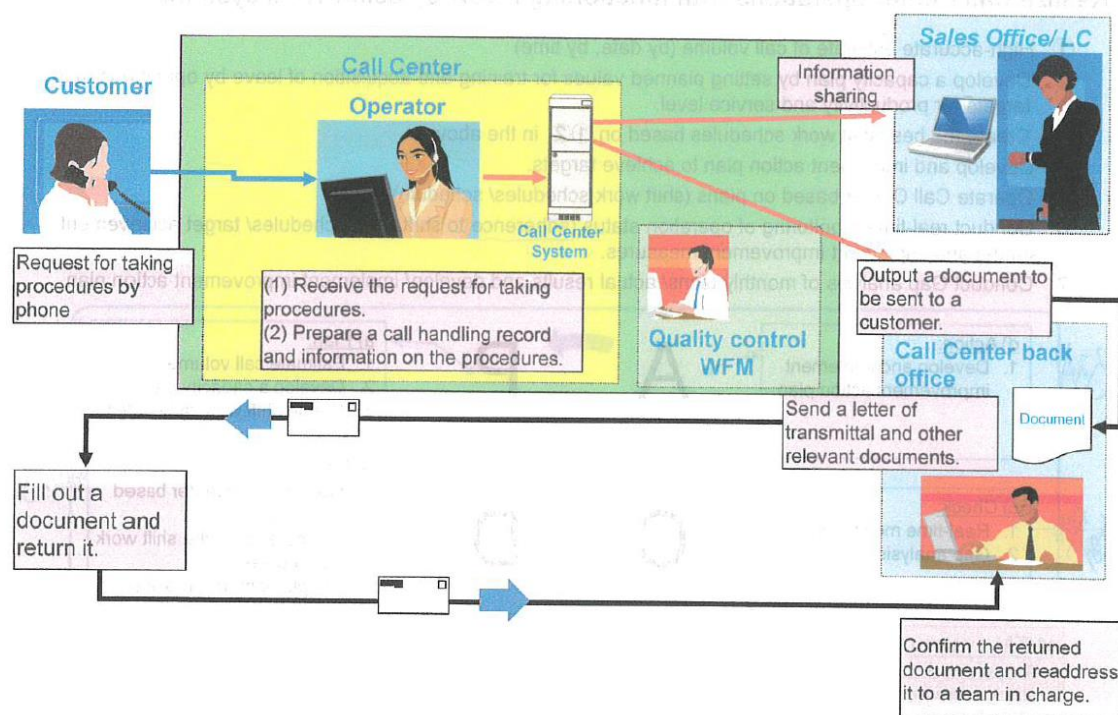 Sales Office/ LC
Call Center
Information
sharing
Customer
Operator
Call Center
System
Request for taking
procedures by
phone
(1) Receive the request for taking
procedures.
(2) Prepare a call handling record
and information on the procedures.
Quality control
WFM
Output a document to
be sent to a
customer.
Call Center back
office
Document
Send a letter of
transmittal and other
relevant documents.
Fill out a
document and
return it.
Confirm the returned
document and readdress
it to a team in charge.